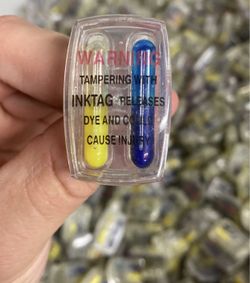 WARNING
TAMPERING WITH
INKTAG RELEASES
DYE AND COULD
CAUSE INJURY